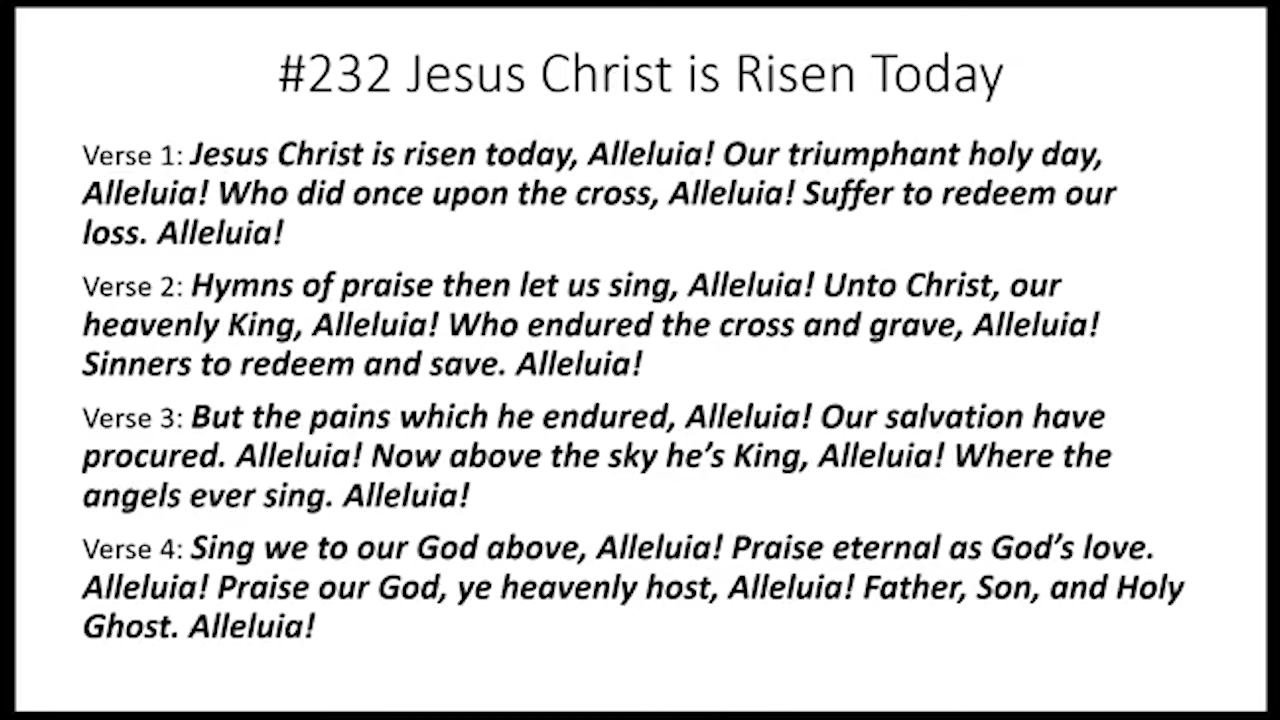 #232 Jesus Christ is Risen Today
Verse 1: Jesus Christ is risen today, Alleluia! Our triumphant holy day,
Alleluia! Who did once upon the cross, Alleluia! Suffer to redeem our
loss. Alleluia!
Verse 2: Hymns of praise then let us sing, Alleluia! Unto Christ, our
heavenly King, Alleluia! Who endured the cross and grave, Alleluia!
Sinners to redeem and save. Alleluia!
Verse 3: But the pains which he endured, Alleluia! Our salvation have
procured. Alleluia! Now above the sky he’s King, Alleluia! Where the
angels ever sing. Alleluia!
Verse 4: Sing we to our God above, Alleluia! Praise eternal as God’s love.
Alleluia! Praise our God, ye heavenly host, Alleluia! Father, Son, and Holy
Ghost. Alleluia!